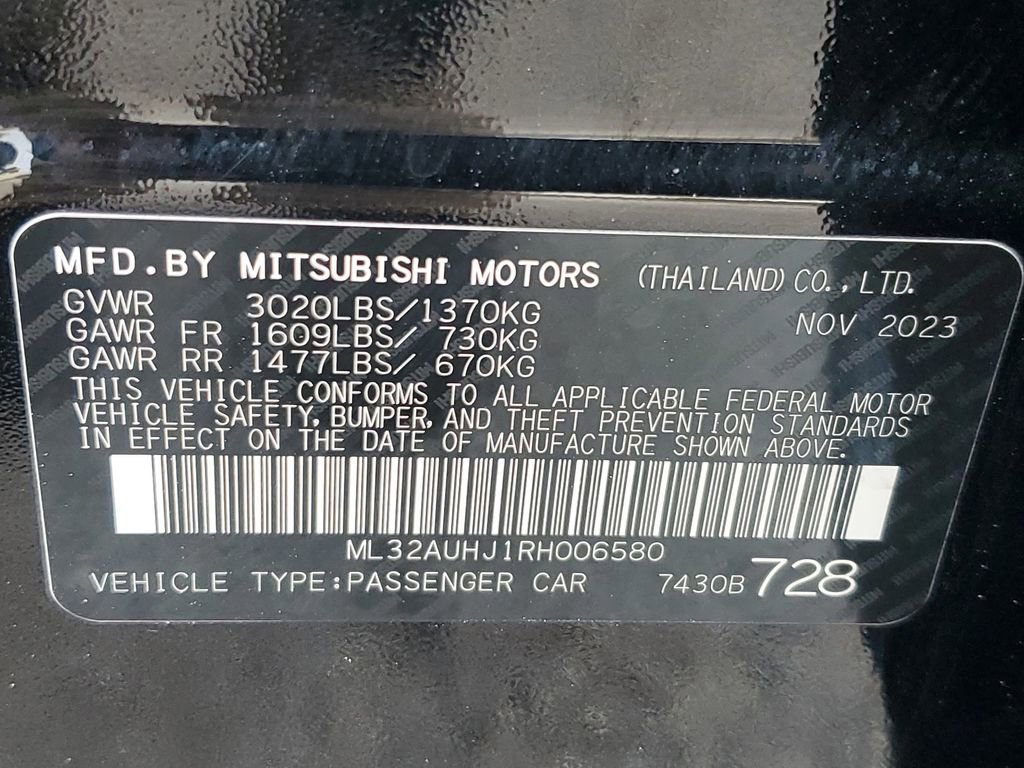 MFD.BY MITSUBISHI MOTORS (THAILAND) CO.,LTD.
GVWR 3020LBS/1370KG NOV 2023
GAWR FR 1609LBS/ 730KG
GAWR RR 1477LBS/ 670KG
THIS VEHICLE CONFORMS TO ALL APPLICABLE FEDERAL MOTOR
VEHICLE SAFETY, BUMPER, AND THEFT PREVENTION STANDARDS
IN EFFECT ON THE DATE OF MANUFACTURE SHOWN ABOVE.
ML32AUHJ1RH006580
VEHICLE TYPE:PASSENGER CAR 7430B 728